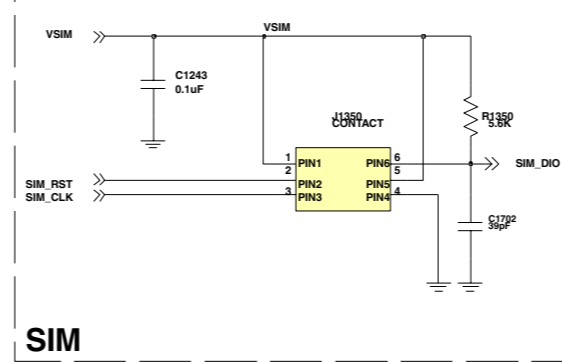 VSIM
VSIM
C1243
0.1uF
J1350
CONTACT
R1350
5.6K
1
PIN1
PIN6
6
2
5
SIM_DIO
SIM_RST
PIN2
PIN5
SIM_CLK
3
PIN3
PIN4
4
C1702
39pF
SIM